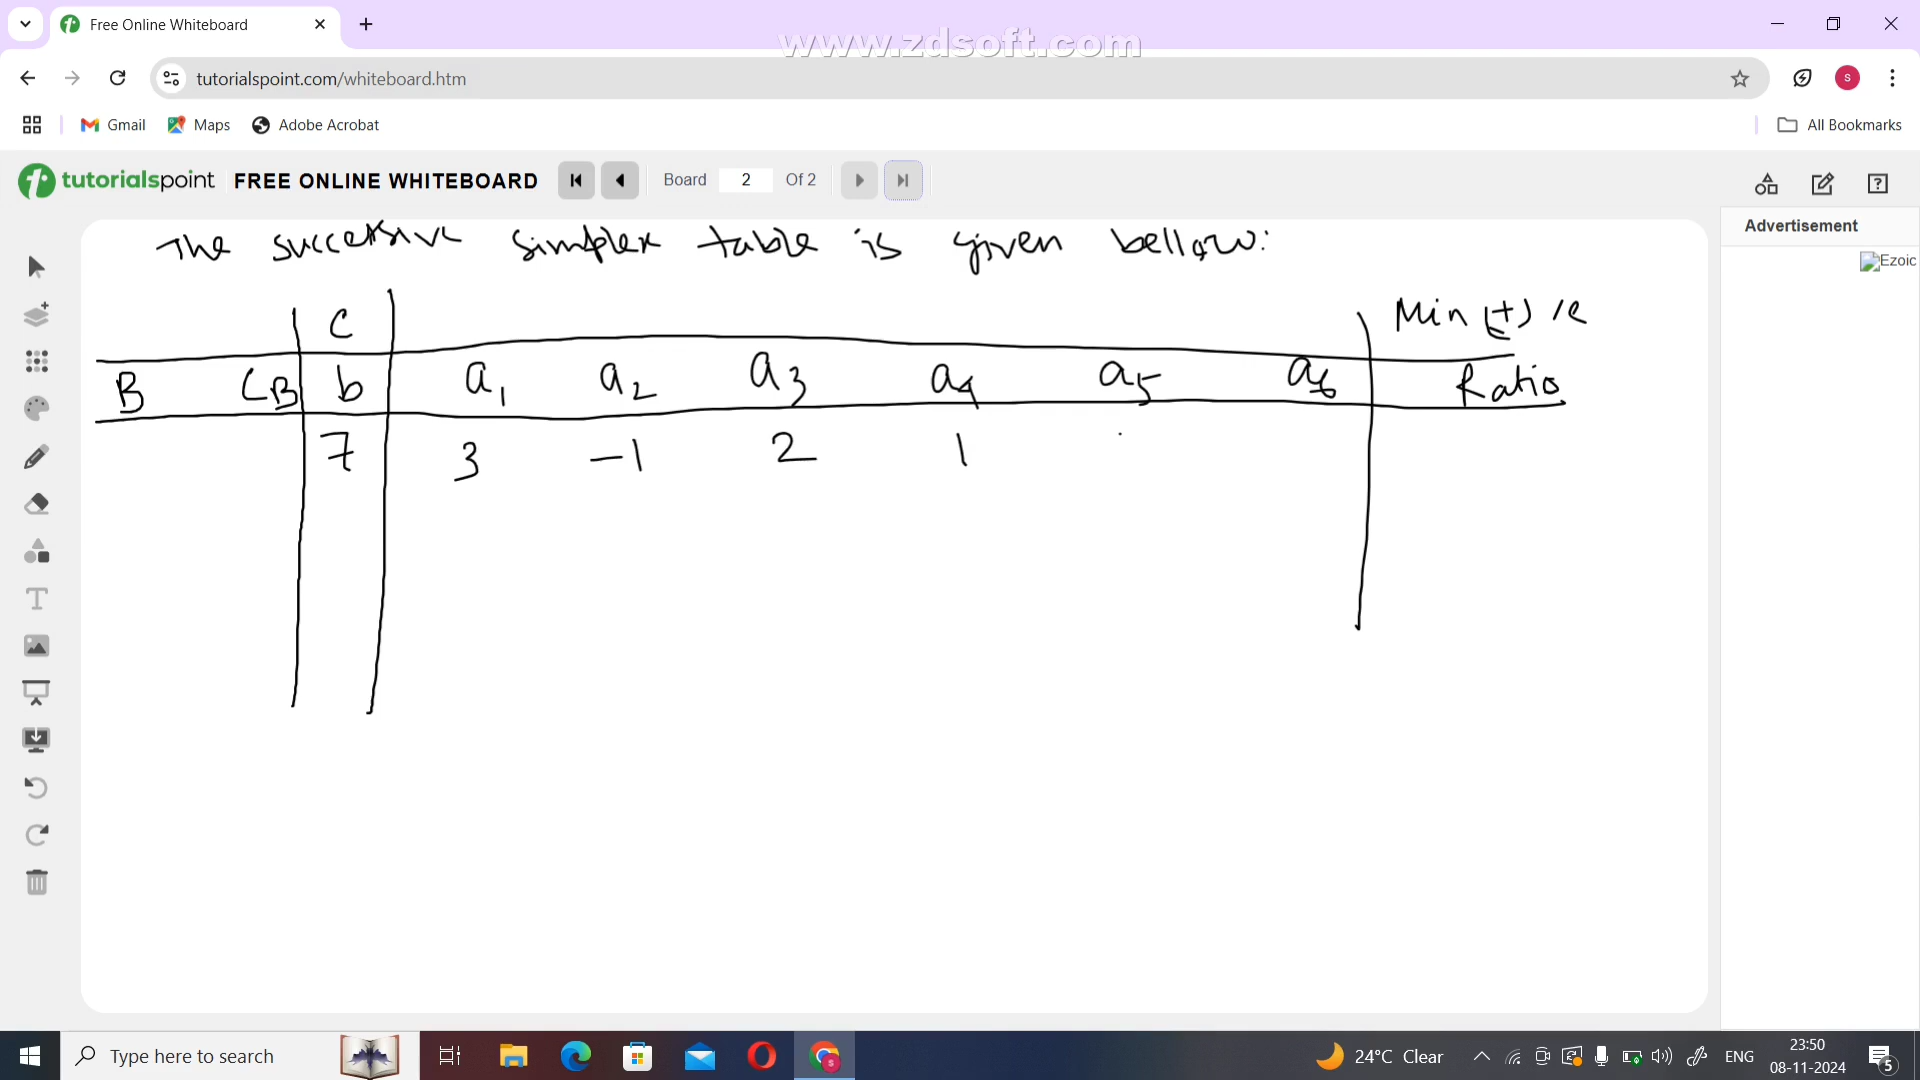 Free Online Whiteboard
www.zdsoft.com
tutorialspoint.com/whiteboard.htm
s
Gmail
Maps
Adobe Acrobat
All Bookmarks
tutorialspoint
FREE ONLINE WHITEBOARD
Board 2 Of 2
Advertisement
Ezoic
The successive simplex table is given bellow:
C
Min (+) ve
B CB b a1 a2 a3 a4 a5 a6 Ratio
7 3 -1 2 1
T
Type here to search
24°C Clear
ENG
23:50
08-11-2024
5